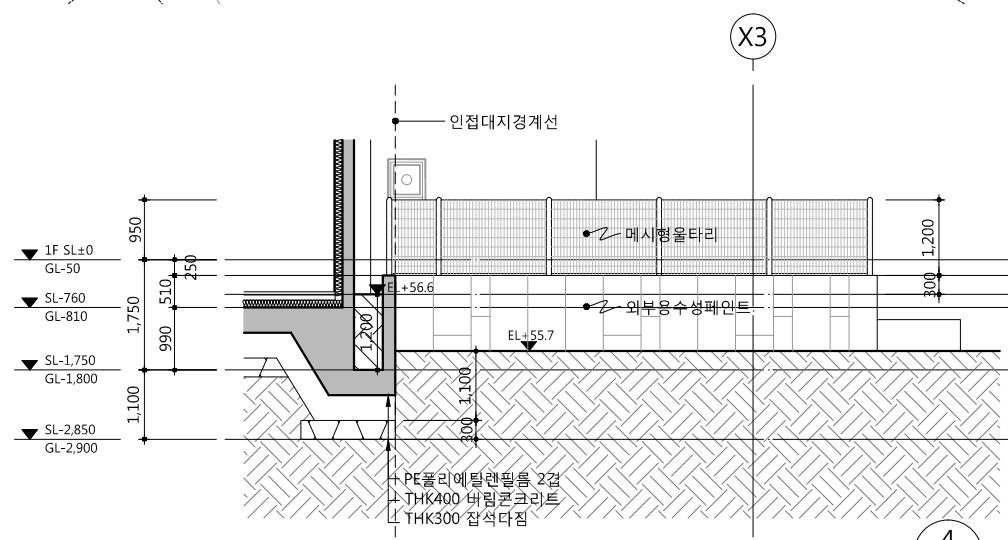 X3
인접대지경계선
950
1F SL±0
GL-50
250
메시형울타리
1,200
SL-760
GL-810
510
1,750
EL+56.6
외부용수성페인트
300
990
1,200
EL+55.7
SL-1,750
GL-1,800
1,100
1,100
SL-2,850
GL-2,900
300
PE폴리에틸렌필름 2겹
THK400 버림콘크리트
THK300 잡석다짐
4